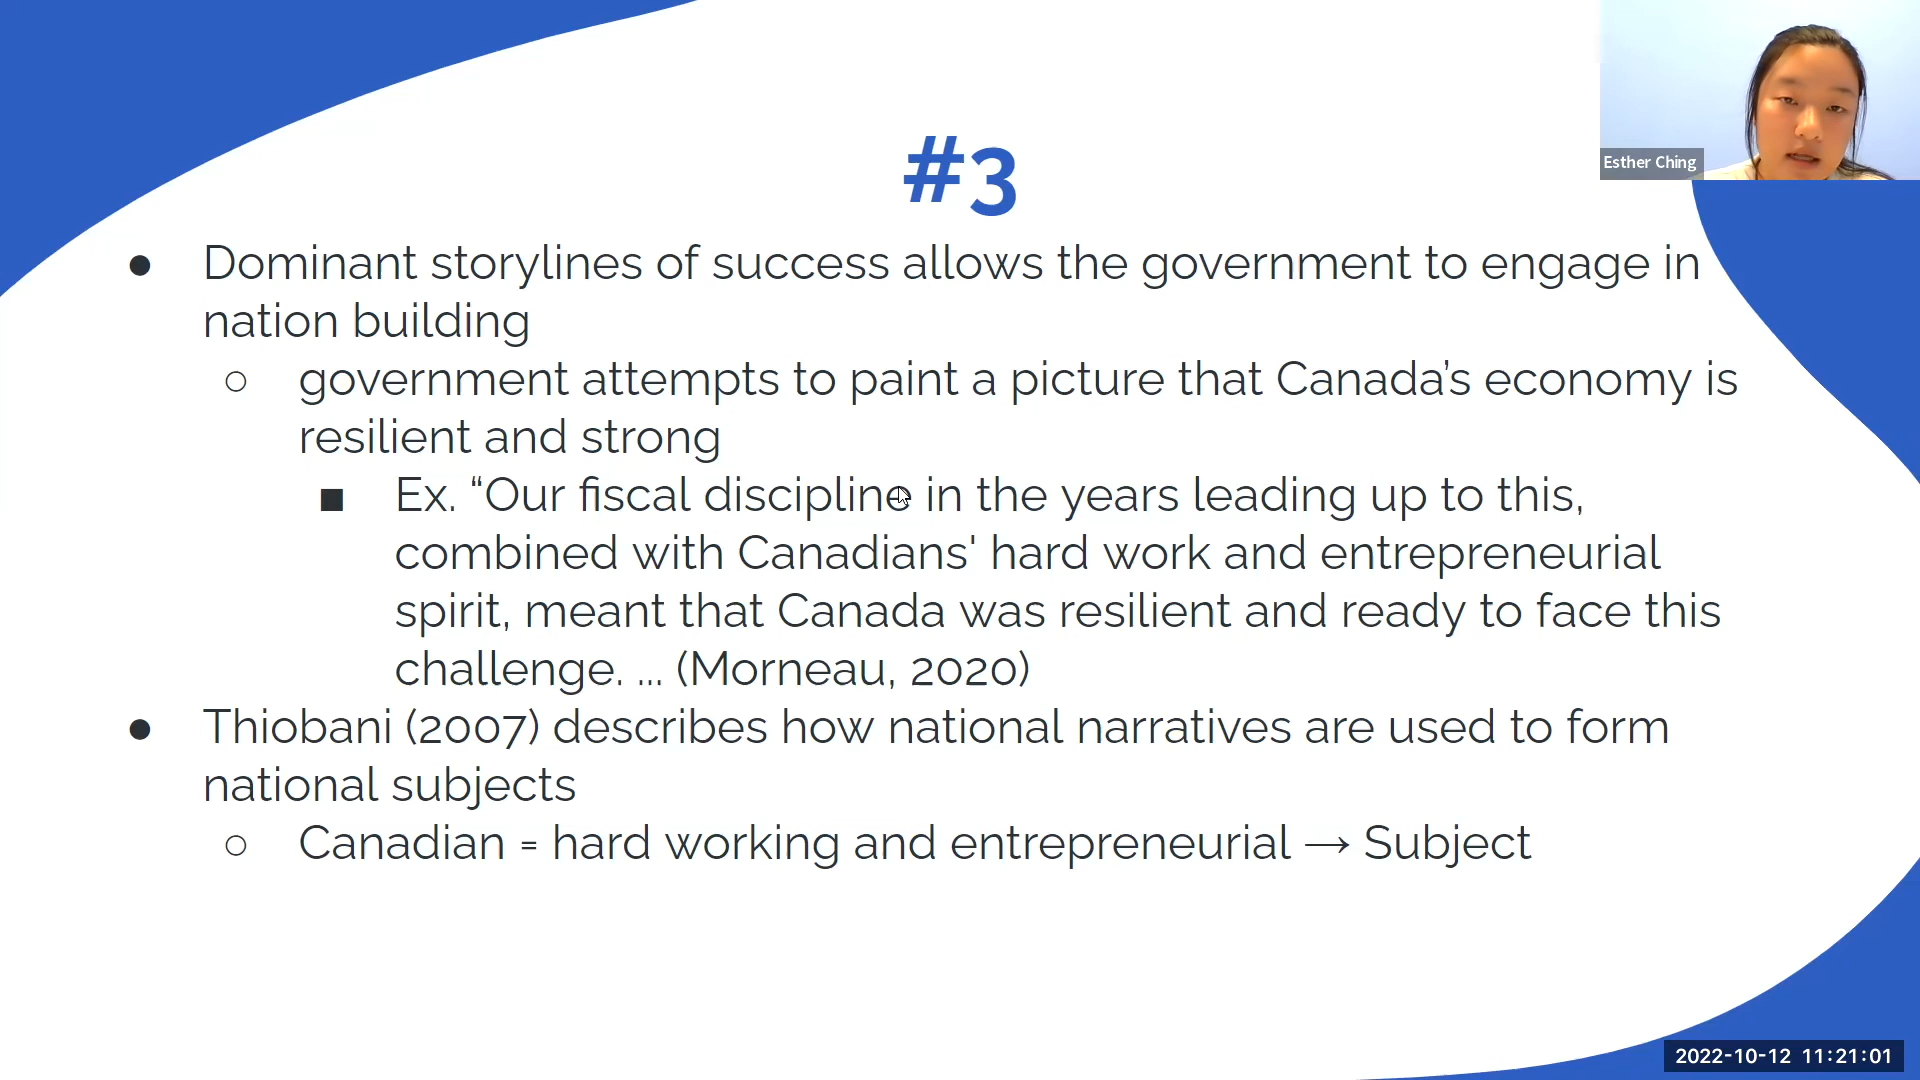 Esther Ching
#3
● Dominant storylines of success allows the government to engage in
nation building
○ government attempts to paint a picture that Canada’s economy is
resilient and strong
■ Ex. “Our fiscal discipline in the years leading up to this,
combined with Canadians' hard work and entrepreneurial
spirit, meant that Canada was resilient and ready to face this
challenge. ... (Morneau, 2020)
● Thiobani (2007) describes how national narratives are used to form
national subjects
○ Canadian = hard working and entrepreneurial → Subject
2022-10-12 11:21:01